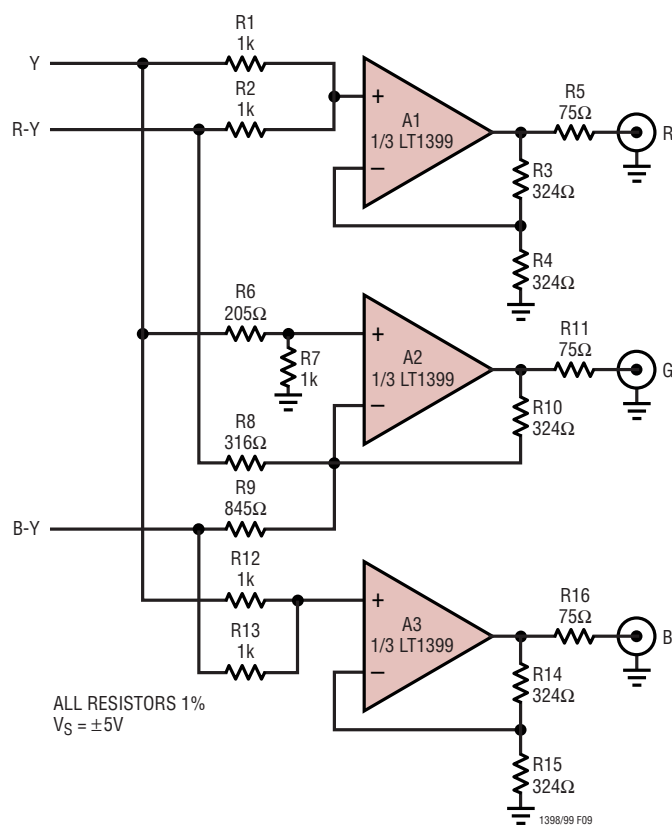 R1
1k
Y
R2
1k
R-Y
+
A1
1/3 LT1399
−
R5
75Ω
R
R3
324Ω
R4
324Ω
R6
205Ω
R7
1k
+
A2
1/3 LT1399
−
R11
75Ω
G
R10
324Ω
R8
316Ω
R9
845Ω
B-Y
R12
1k
R13
1k
+
A3
1/3 LT1399
−
R16
75Ω
B
R14
324Ω
R15
324Ω
ALL RESISTORS 1%
VS = ±5V
1398/99 F09